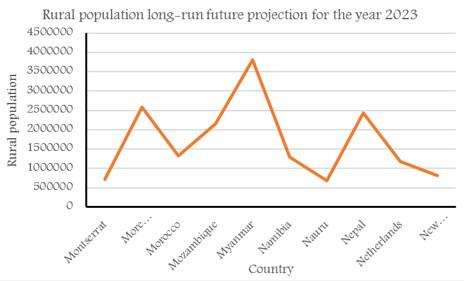 Rural population long-run future projection for the year 2023
Rural population
4500000
4000000
3500000
3000000
2500000
2000000
1500000
1000000
500000
0
Montserrat
More...
Morocco
Mozambique
Myanmar
Namibia
Nauru
Nepal
Netherlands
New...
Country